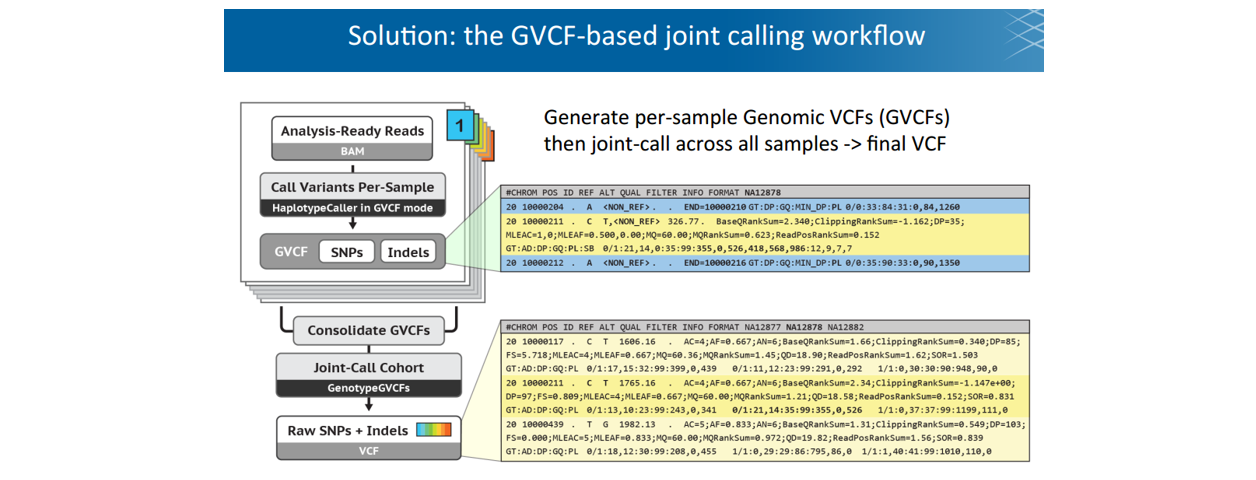 Solution: the GVCF-based joint calling workflow
Generate per-sample Genomic VCFs (GVCFs)
then joint-call across all samples -> final VCF
1
Analysis-Ready Reads
BAM
Call Variants Per-Sample
HaplotypeCaller in GVCF mode
GVCF SNPs Indels
#CHROM POS ID REF ALT QUAL FILTER INFO FORMAT NA12878
20 10000204 . A <NON_REF>. . END=10000210 GT:DP:GQ:MIN_DP:PL 0/0:33:84:31:0,84,1260
20 10000211 . C T,<NON_REF> 326.77. BaseQRankSum=2.340;ClippingRankSum=-1.162;DP=35;
MLEAC=1,0;MLEAF=0.500,0.00;MQ=60.00;MQRankSum=0.623;ReadPosRankSum=0.152
GT:AD:DP:GQ:PL:SB 0/1:21,14,0:35:99:355,0,526,418,568,986:12,9,7,7
20 10000212 . A <NON_REF>. . END=10000216 GT:DP:GQ:MIN_DP:PL 0/0:35:90:33:0,90,1350
Consolidate GVCFs
Joint-Call Cohort
GenotypeGVCFs
Raw SNPs + Indels
VCF
#CHROM POS ID REF ALT QUAL FILTER INFO FORMAT NA12877 NA12878 NA12882
20 10000117 . C T 1606.16 . AC=4;AF=0.667;AN=6;BaseQRankSum=1.66;ClippingRankSum=0.340;DP=85;
FS=5.718;MLEAC=4;MLEAF=0.667;MQ=60.36;MQRankSum=1.45;QD=18.90;ReadPosRankSum=1.62;SOR=1.503
GT:AD:DP:GQ:PL 0/1:17,15:32:99:399,0,439 0/1:11,12:23:99:291,0,292 1/1:0,30:30:90:948,90,0
20 10000211 . C T 1765.16 . AC=4;AF=0.667;AN=6;BaseQRankSum=2.34;ClippingRankSum=-1.147e+00;
DP=97;FS=0.809;MLEAC=4;MLEAF=0.667;MQ=60.00;MQRankSum=1.21;QD=18.58;ReadPosRankSum=0.152;SOR=0.831
GT:AD:DP:GQ:PL 0/1:13,10:23:99:243,0,341 0/1:21,14:35:99:355,0,526 1/1:0,37:37:99:1199,111,0
20 10000439 . T G 1982.13 . AC=5;AF=0.833;AN=6;BaseQRankSum=1.31;ClippingRankSum=0.549;DP=103;
FS=0.000;MLEAC=5;MLEAF=0.833;MQ=60.00;MQRankSum=0.972;QD=19.82;ReadPosRankSum=1.56;SOR=0.839
GT:AD:DP:GQ:PL 0/1:18,12:30:99:208,0,455 1/1:0,29:29:86:795,86,0 1/1:1,40:41:99:1010,110,0